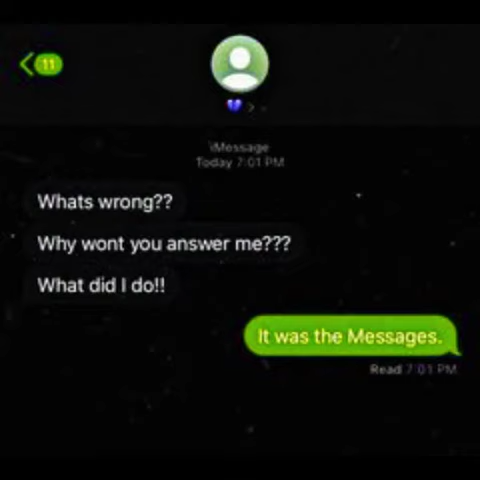 11
iMessage
Today 7:01 PM
Whats wrong??
Why wont you answer me???
What did I do!!
It was the Messages.
Read 7:01 PM